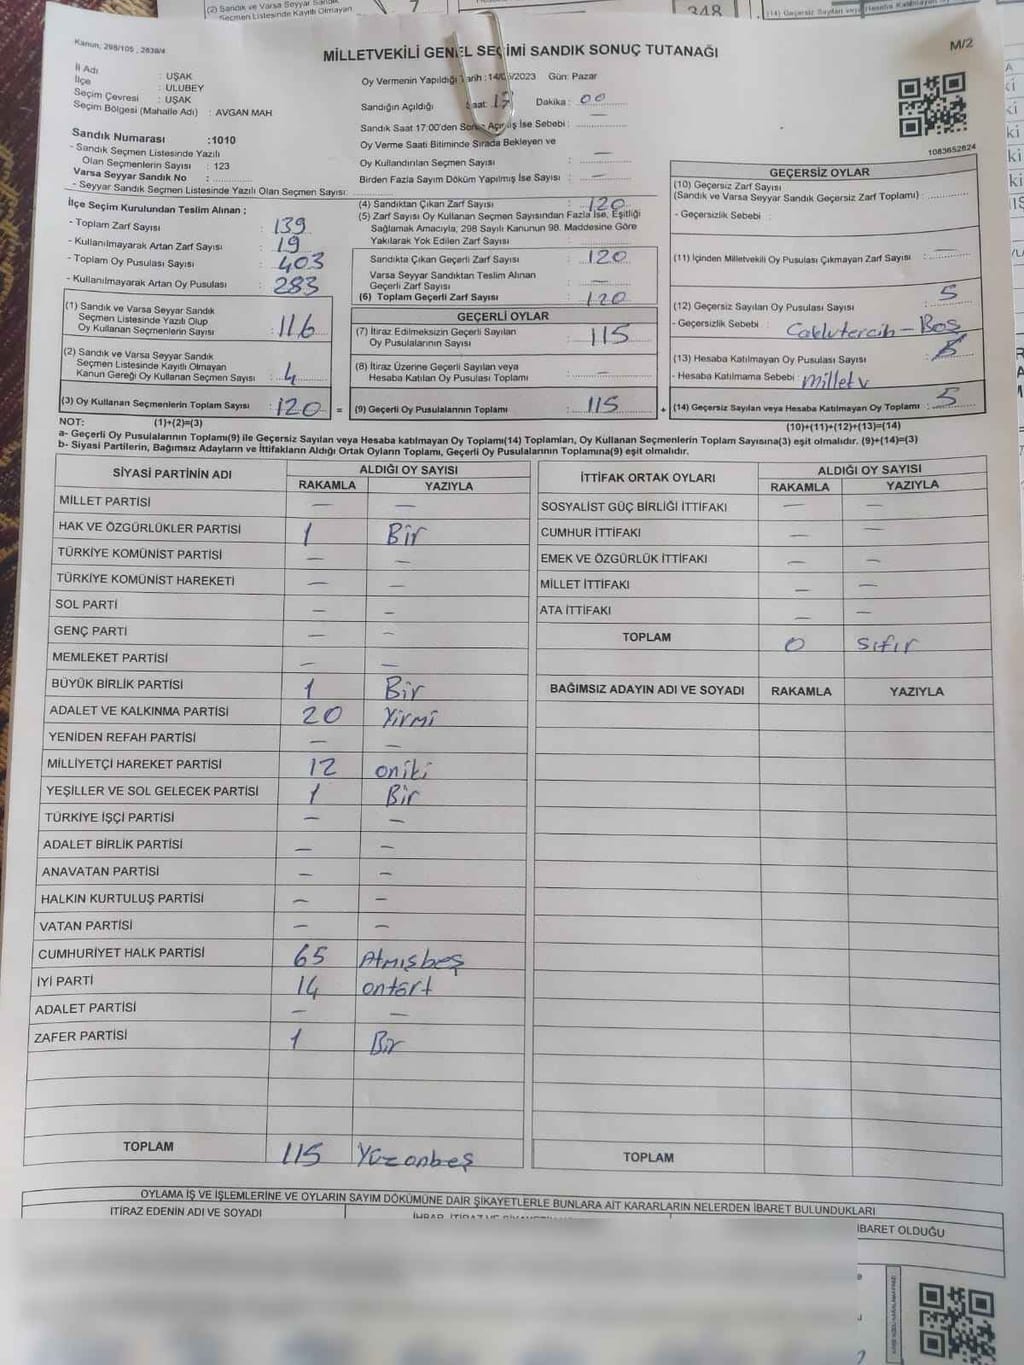 (2) Sandık ve Varsa Seyyar Sandık
Seçmen Listesinde Kayıtlı Olmayan
7
348
(14) Geçersiz Sayılan veya Hesaba
Kanun, 298/105 , 2839/4
MİLLETVEKİLİ GENEL SEÇİMİ SANDIK SONUÇ TUTANAĞI
M/2
İl Adı : UŞAK
İlçe : ULUBEY
Seçim Çevresi : UŞAK
Seçim Bölgesi (Mahalle Adı) : AVGAN MAH
Oy Vermenin Yapıldığı Tarih :14/05/2023 Gün: Pazar
Sandığın Açıldığı Saat: 17 Dakika : 00
Sandık Saat 17:00'den Sonra Açılmış İse Sebebi : —
Oy Verme Saati Bitiminde Sırada Bekleyen ve
Oy Kullandırılan Seçmen Sayısı : —
Birden Fazla Sayım Döküm Yapılmış İse Sayısı : —
1083652824
Sandık Numarası :1010
- Sandık Seçmen Listesinde Yazılı
Olan Seçmenlerin Sayısı : 123
Varsa Seyyar Sandık No :
- Seyyar Sandık Seçmen Listesinde Yazılı Olan Seçmen Sayısı:
İlçe Seçim Kurulundan Teslim Alınan ;
- Toplam Zarf Sayısı : 139
- Kullanılmayarak Artan Zarf Sayısı : 19
- Toplam Oy Pusulası Sayısı : 403
- Kullanılmayarak Artan Oy Pusulası : 283
(1) Sandık ve Varsa Seyyar Sandık
Seçmen Listesinde Yazılı Olup
Oy Kullanan Seçmenlerin Sayısı : 116
(2) Sandık ve Varsa Seyyar Sandık
Seçmen Listesinde Kayıtlı Olmayan
Kanun Gereği Oy Kullanan Seçmen Sayısı : 4
(3) Oy Kullanan Seçmenlerin Toplam Sayısı : 120 =
(4) Sandıktan Çıkan Zarf Sayısı : 120
(5) Zarf Sayısı Oy Kullanan Seçmen Sayısından Fazla İse, Eşitliği
Sağlamak Amacıyla; 298 Sayılı Kanunun 98. Maddesine Göre
Yakılarak Yok Edilen Zarf Sayısı :
Sandıkta Çıkan Geçerli Zarf Sayısı : 120
Varsa Seyyar Sandıktan Teslim Alınan
Geçerli Zarf Sayısı : —
(6) Toplam Geçerli Zarf Sayısı : 120
GEÇERLİ OYLAR
(7) İtiraz Edilmeksizin Geçerli Sayılan
Oy Pusulalarının Sayısı : 115
(8) İtiraz Üzerine Geçerli Sayılan veya
Hesaba Katılan Oy Pusulası Toplamı : —
(9) Geçerli Oy Pusulalarının Toplamı : 115 +
GEÇERSİZ OYLAR
(10) Geçersiz Zarf Sayısı
(Sandık ve Varsa Seyyar Sandık Geçersiz Zarf Toplamı) :
- Geçersizlik Sebebi :
(11) İçinden Milletvekili Oy Pusulası Çıkmayan Zarf Sayısı : —
(12) Geçersiz Sayılan Oy Pusulası Sayısı : 5
- Geçersizlik Sebebi : Coklutercih-Boş
(13) Hesaba Katılmayan Oy Pusulası Sayısı :
- Hesaba Katılmama Sebebi : Milletv
(14) Geçersiz Sayılan veya Hesaba Katılmayan Oy Toplamı : 5
NOT: (1)+(2)=(3) (10)+(11)+(12)+(13)=(14)
a- Geçerli Oy Pusulalarının Toplamı(9) ile Geçersiz Sayılan veya Hesaba katılmayan Oy Toplamı(14) Toplamları, Oy Kullanan Seçmenlerin Toplam Sayısına(3) eşit olmalıdır. (9)+(14)=(3)
b- Siyasi Partilerin, Bağımsız Adayların ve İttifakların Aldığı Ortak Oyların Toplamı, Geçerli Oy Pusulalarının Toplamına(9) eşit olmalıdır.
SİYASİ PARTİNİN ADI ALDIĞI OY SAYISI
RAKAMLA YAZIYLA
MİLLET PARTİSİ — —
HAK VE ÖZGÜRLÜKLER PARTİSİ 1 Bir
TÜRKİYE KOMÜNİST PARTİSİ — —
TÜRKİYE KOMÜNİST HAREKETİ — —
SOL PARTİ — —
GENÇ PARTİ — —
MEMLEKET PARTİSİ — —
BÜYÜK BİRLİK PARTİSİ 1 Bir
ADALET VE KALKINMA PARTİSİ 20 Yirmi
YENİDEN REFAH PARTİSİ — —
MİLLİYETÇİ HAREKET PARTİSİ 12 oniki
YEŞİLLER VE SOL GELECEK PARTİSİ 1 Bir
TÜRKİYE İŞÇİ PARTİSİ — —
ADALET BİRLİK PARTİSİ — —
ANAVATAN PARTİSİ — —
HALKIN KURTULUŞ PARTİSİ — —
VATAN PARTİSİ — —
CUMHURİYET HALK PARTİSİ 65 Atmışbeş
İYİ PARTİ 14 ontört
ADALET PARTİSİ — —
ZAFER PARTİSİ 1 Bir
TOPLAM 115 Yüzonbeş
İTTİFAK ORTAK OYLARI ALDIĞI OY SAYISI
RAKAMLA YAZIYLA
SOSYALİST GÜÇ BİRLİĞİ İTTİFAKI — —
CUMHUR İTTİFAKI — —
EMEK VE ÖZGÜRLÜK İTTİFAKI — —
MİLLET İTTİFAKI — —
ATA İTTİFAKI — —
TOPLAM 0 Sıfır
BAĞIMSIZ ADAYIN ADI VE SOYADI RAKAMLA YAZIYLA
TOPLAM
OYLAMA İŞ VE İŞLEMLERİNE VE OYLARIN SAYIM DÖKÜMÜNE DAİR ŞİKAYETLERLE BUNLARA AİT KARARLARIN NELERDEN İBARET BULUNDUKLARI
İTİRAZ EDENİN ADI VE SOYADI
İBARET OLDUĞU